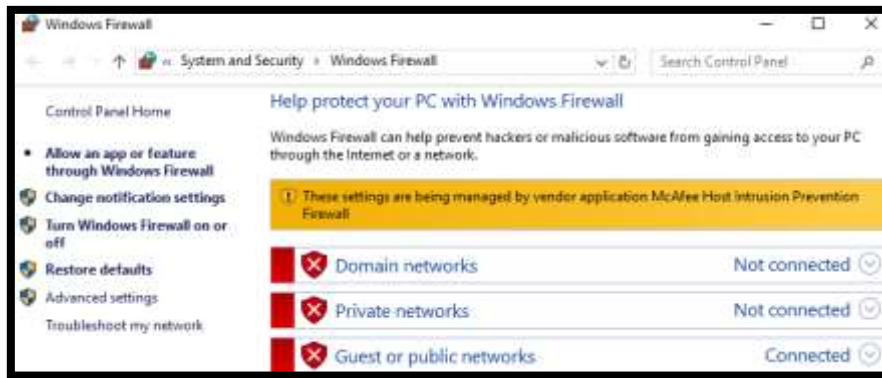 Windows Firewall
« System and Security › Windows Firewall
Search Control Panel
Control Panel Home
Allow an app or feature
through Windows Firewall
Change notification settings
Turn Windows Firewall on or
off
Restore defaults
Advanced settings
Troubleshoot my network
Help protect your PC with Windows Firewall
Windows Firewall can help prevent hackers or malicious software from gaining access to your PC
through the Internet or a network.
These settings are being managed by vendor application McAfee Host Intrusion Prevention
Firewall
Domain networks Not connected
Private networks Not connected
Guest or public networks Connected